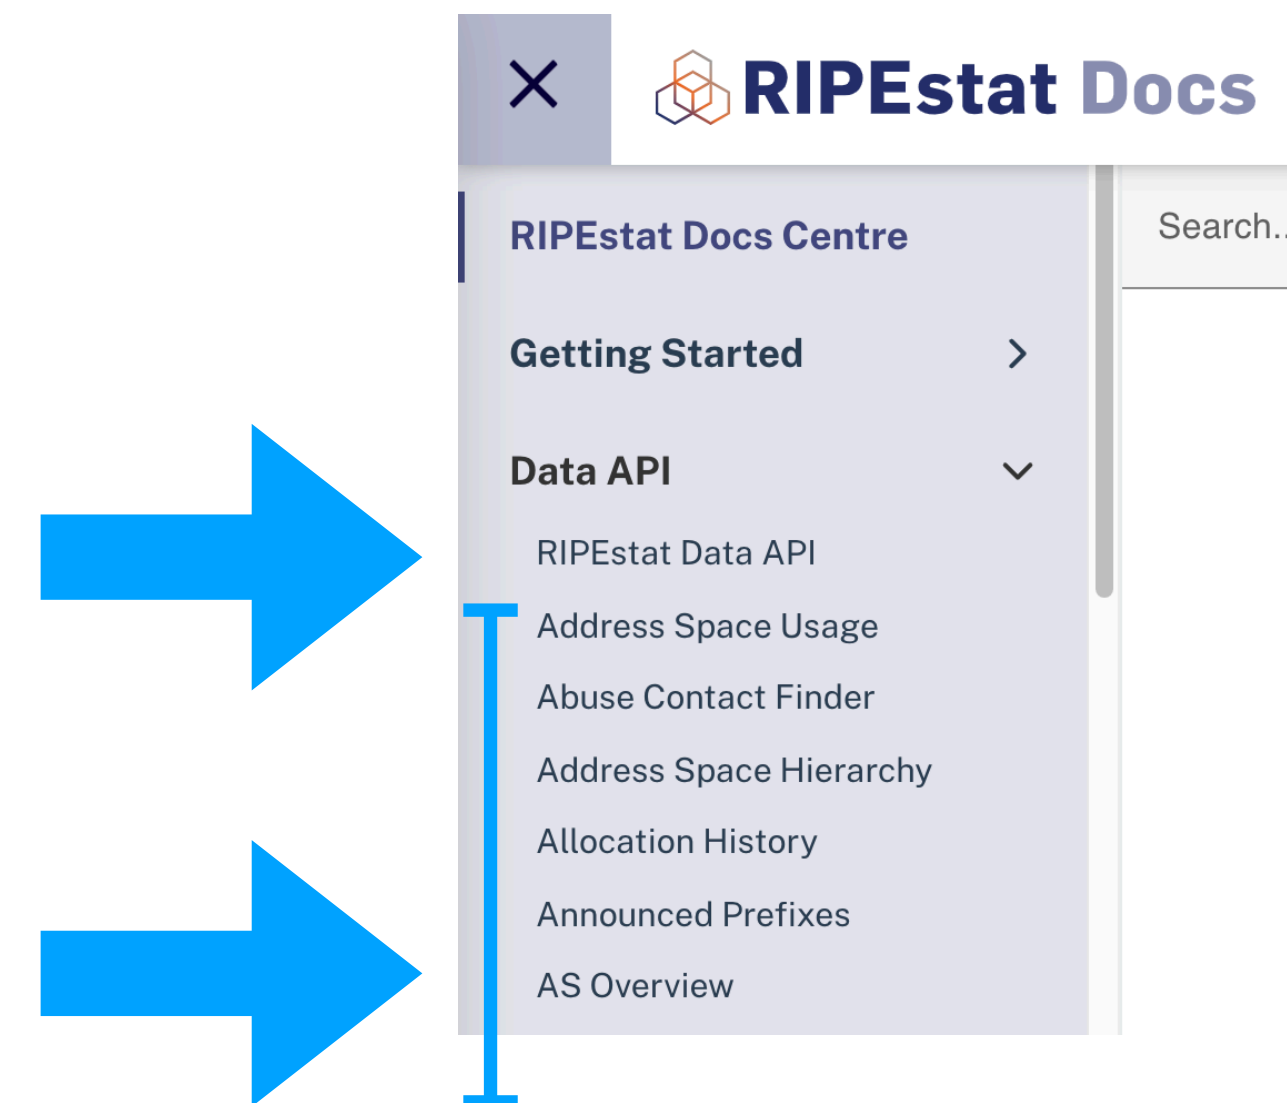 RIPEstat Docs
RIPEstat Docs Centre
Search..
Getting Started
Data API
RIPEstat Data API
Address Space Usage
Abuse Contact Finder
Address Space Hierarchy
Allocation History
Announced Prefixes
AS Overview